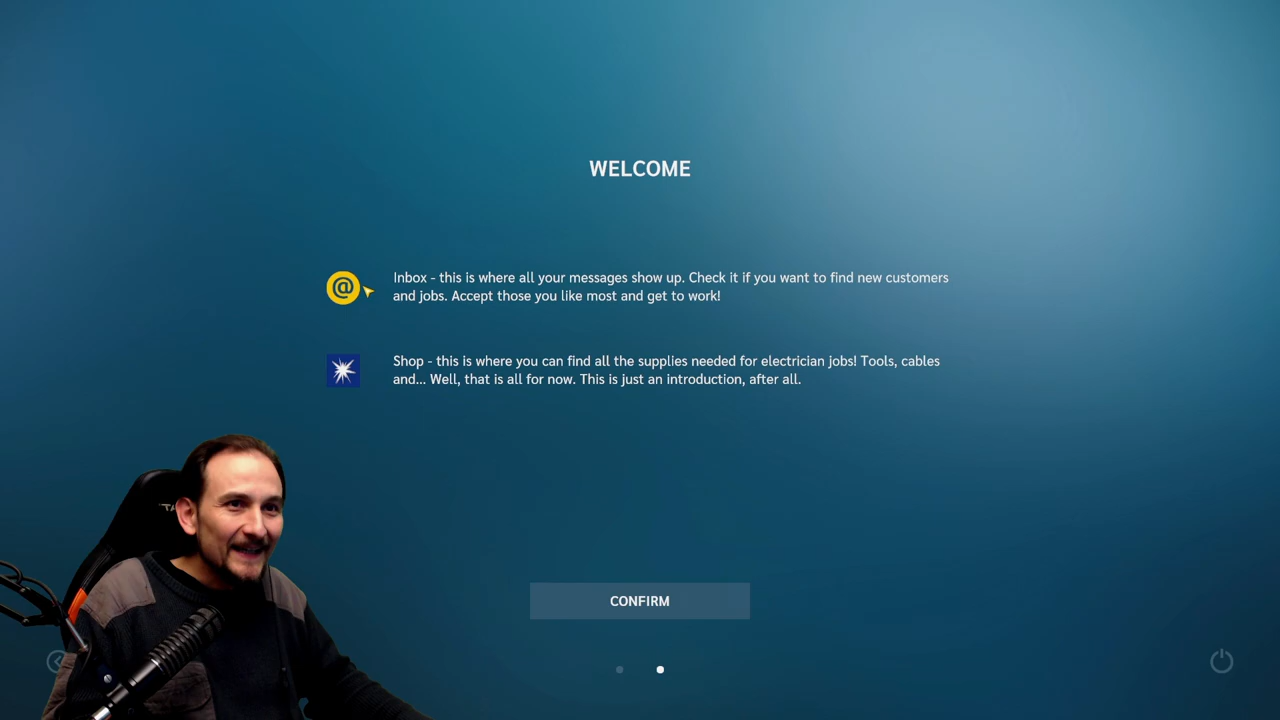 WELCOME
@
Inbox - this is where all your messages show up. Check it if you want to find new customers
and jobs. Accept those you like most and get to work!
Shop - this is where you can find all the supplies needed for electrician jobs! Tools, cables
and... Well, that is all for now. This is just an introduction, after all.
CONFIRM